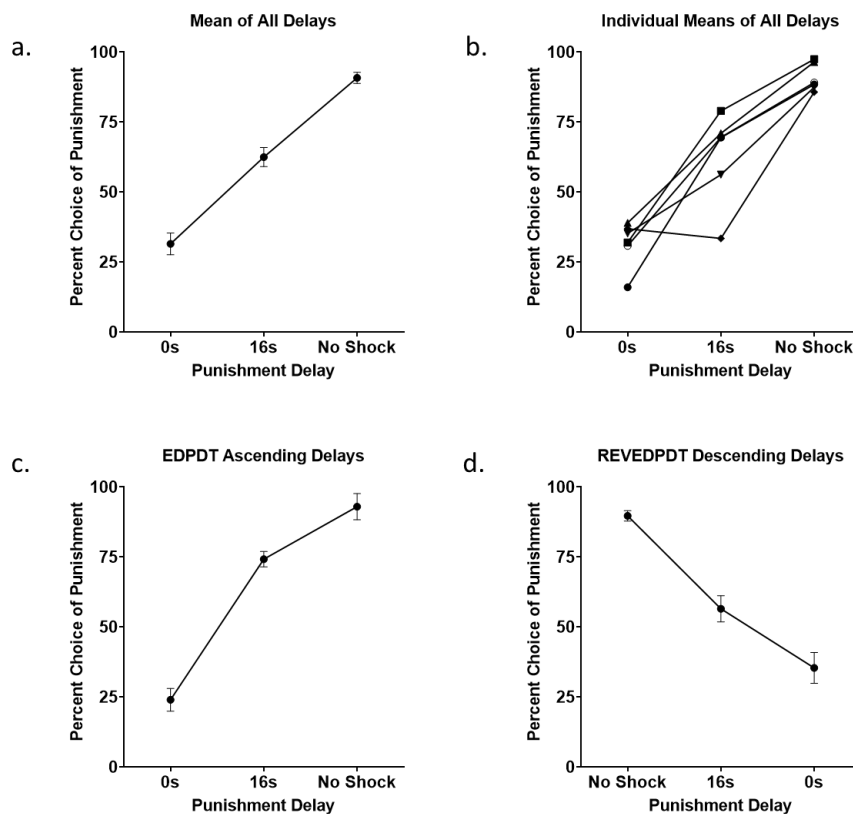 a.
Mean of All Delays
Percent Choice of Punishment
100
75
50
25
0
0s 16s No Shock
Punishment Delay
b.
Individual Means of All Delays
Percent Choice of Punishment
100
75
50
25
0
0s 16s No Shock
Punishment Delay
c.
EDPDT Ascending Delays
Percent Choice of Punishment
100
75
50
25
0
0s 16s No Shock
Punishment Delay
d.
REVEDPDT Descending Delays
Percent Choice of Punishment
100
75
50
25
0
No Shock 16s 0s
Punishment Delay